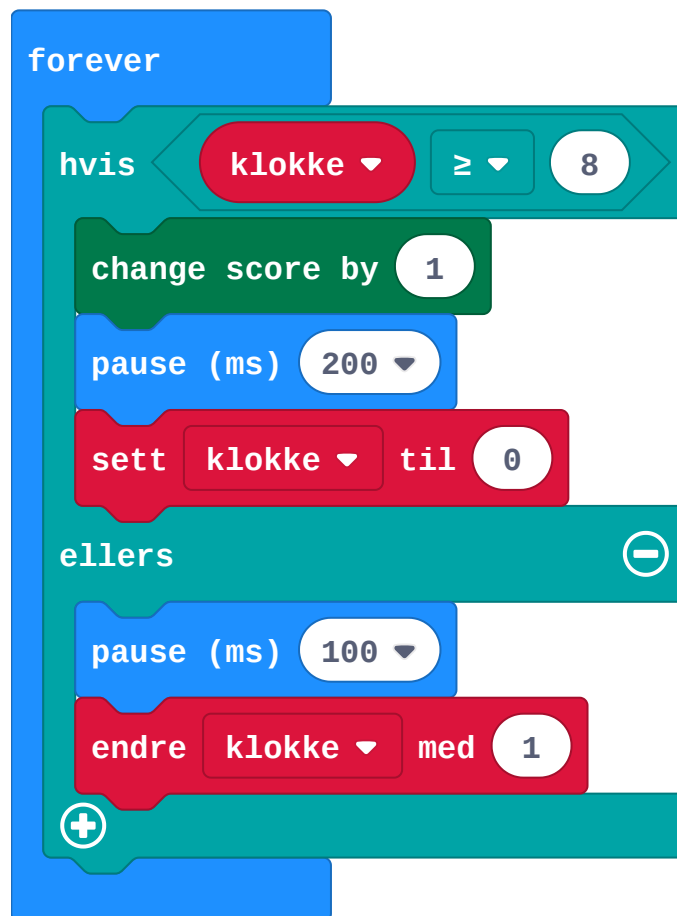 forever
hvis klokke ≥ 8
change score by 1
pause (ms) 200
sett klokke til 0
ellers
pause (ms) 100
endre klokke med 1